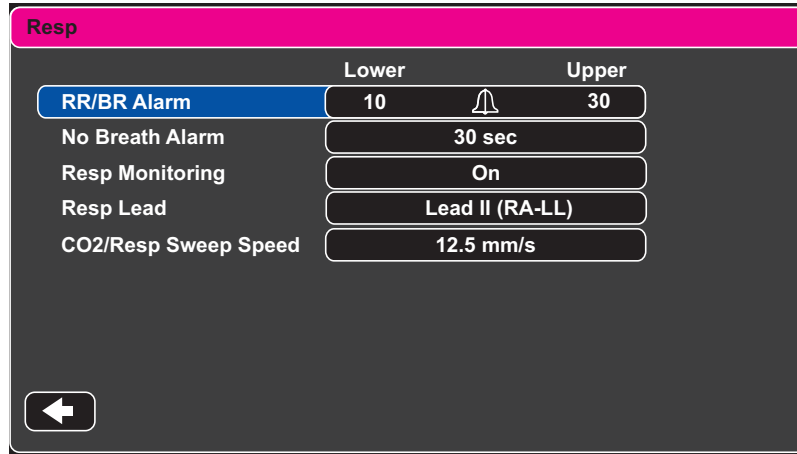 Resp
Lower Upper
RR/BR Alarm 10 30
No Breath Alarm 30 sec
Resp Monitoring On
Resp Lead Lead II (RA-LL)
CO2/Resp Sweep Speed 12.5 mm/s